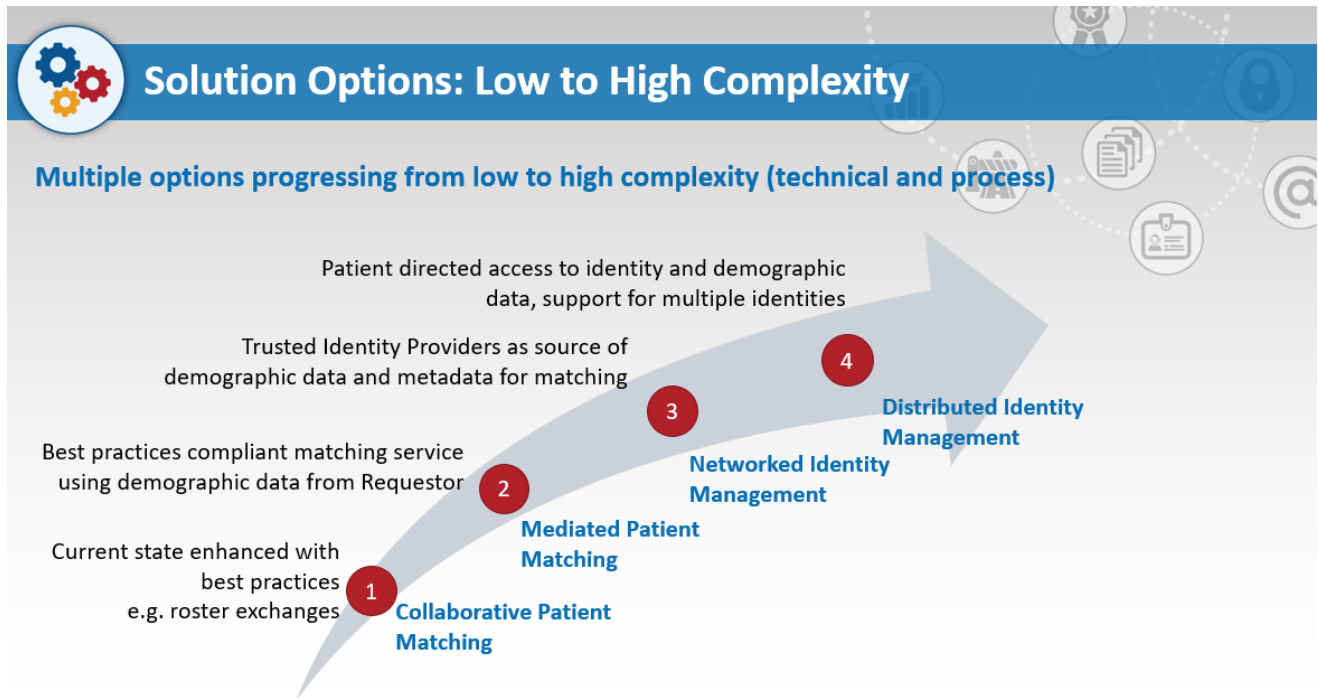 Solution Options: Low to High Complexity
Multiple options progressing from low to high complexity (technical and process)
Patient directed access to identity and demographic
data, support for multiple identities
Trusted Identity Providers as source of
demographic data and metadata for matching
4
Distributed Identity
Management
3
Networked Identity
Management
Best practices compliant matching service
using demographic data from Requestor
2
Mediated Patient
Matching
Current state enhanced with
best practices
e.g. roster exchanges
1
Collaborative Patient
Matching